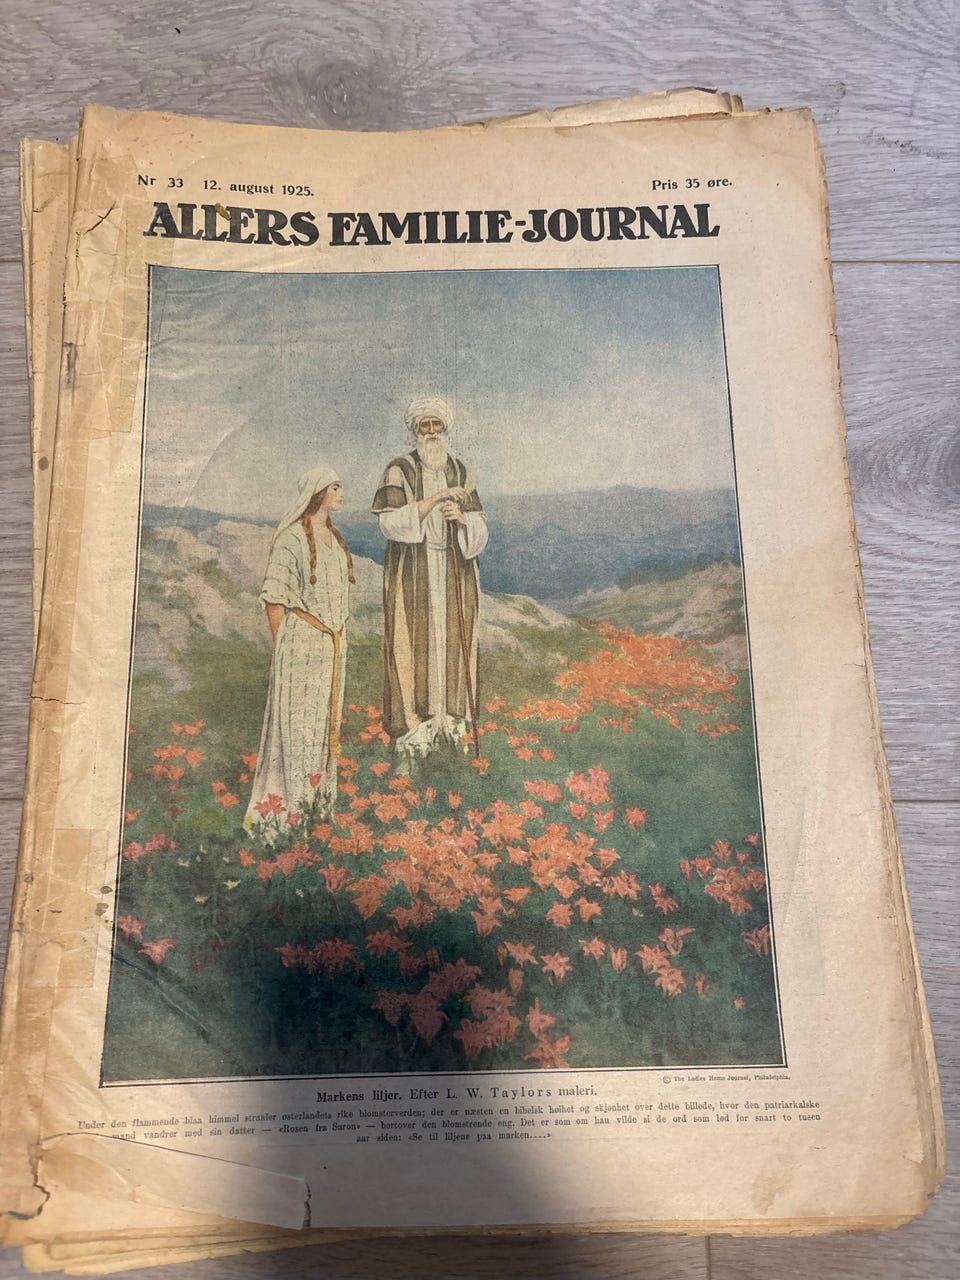 Nr 33 12. august 1925. Pris 35 øre.
ALLERS FAMILIE-JOURNAL
© The Ladies Home Journal, Philadelphia.
Markens liljer. Efter L. W. Taylors maleri.
Under den flammende blaa himmel straaler østerlandets rike blomsterverden; der er næsten en bibelsk høihet og skjønhet over dette billede, hvor den patriarkalske
mand vandrer med sin datter — «Rosen fra Saron» — bortover den blomstrende eng. Det er som om han vilde si de ord som lød for snart to tusen
aar siden: «Se til liljene paa marken....»